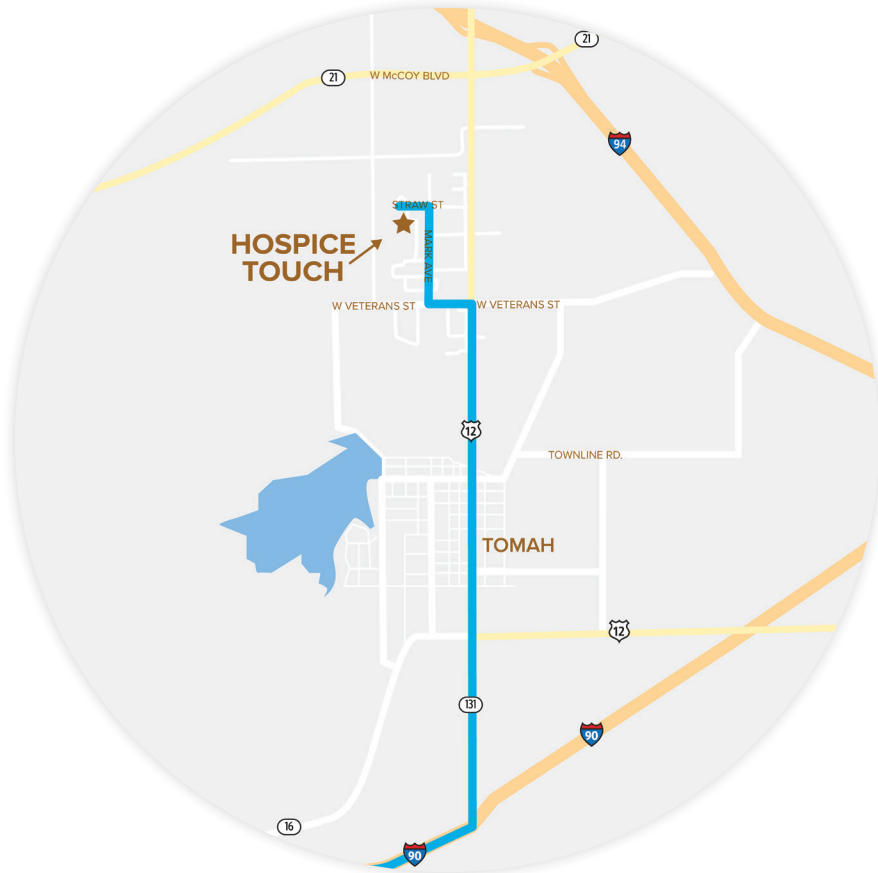 21
21
W McCOY BLVD
94
STRAW ST
HOSPICE
TOUCH
MARK AVE
W VETERANS ST
W VETERANS ST
12
TOWNLINE RD.
TOMAH
12
131
90
16
90